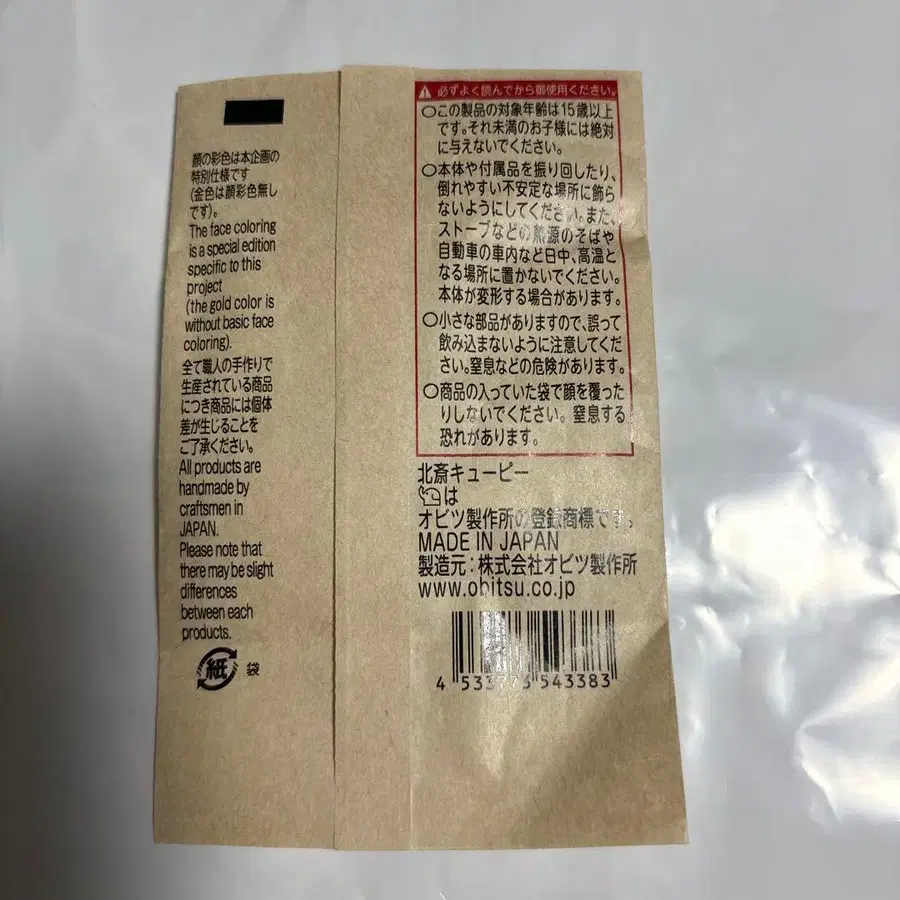 顔の彩色は本企画の
特別仕様です
(金色は顔彩色無し
です)。
The face coloring
is a special edition
specific to this
project
(the gold color is
without basic face
coloring).
全て職人の手作りで
生産されている商品
につき商品には個体
差が生じることを
ご了承ください。
All products are
handmade by
craftsmen in
JAPAN.
Please note that
there may be slight
differences
between each
products.
紙 袋
必ずよく読んでから御使用ください。
○この製品の対象年齢は15歳以上
です。それ未満のお子様には絶対
に与えないでください。
○本体や付属品を振り回したり、
倒れやすい不安定な場所に飾ら
ないようにしてください。また、
ストーブなどの熱源のそばや
自動車の車内など日中、高温と
なる場所に置かないでください。
本体が変形する場合があります。
○小さな部品がありますので、誤って
飲み込まないように注意してくだ
さい。窒息などの危険があります。
○商品の入っていた袋で顔を覆った
りしないでください。窒息する
恐れがあります。
北斎キューピー
は
オビツ製作所の登録商標です。
MADE IN JAPAN
製造元:株式会社オビツ製作所
www.obitsu.co.jp
4 533773 543383